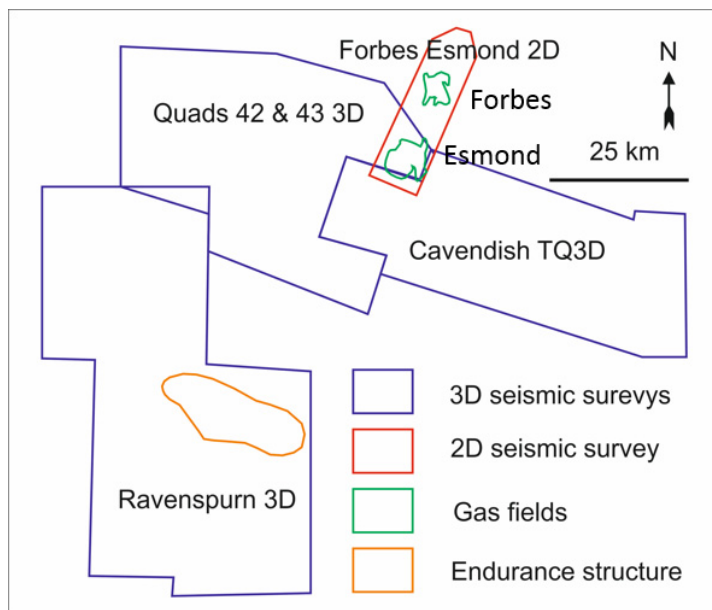 Forbes Esmond 2D
N
Quads 42 & 43 3D
Forbes
Esmond
25 km
Cavendish TQ3D
3D seismic surevys
2D seismic survey
Ravenspurn 3D
Gas fields
Endurance structure